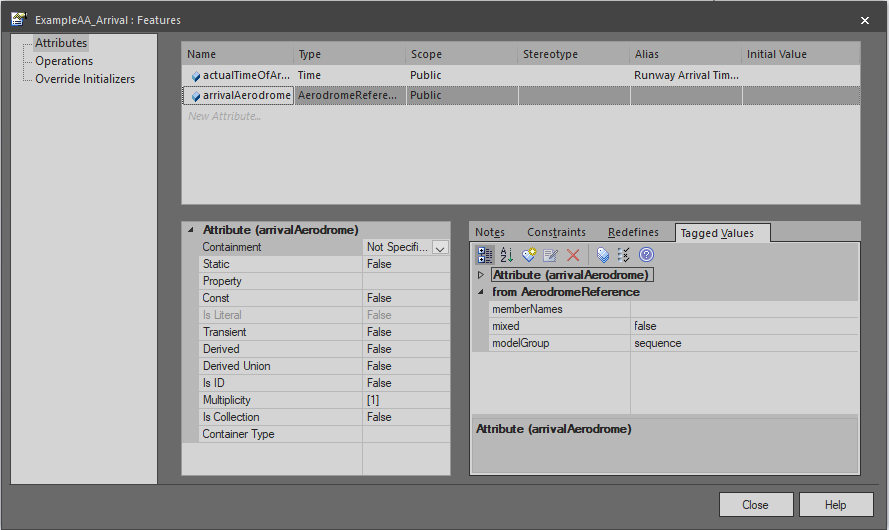 ExampleAA_Arrival : Features
Attributes
Operations
Override Initializers
Name Type Scope Stereotype Alias Initial Value
actualTimeOfAr... Time Public Runway Arrival Tim...
arrivalAerodrome AerodromeRefere... Public
New Attribute...
Attribute (arrivalAerodrome)
Containment Not Specifi...
Static False
Property
Const False
Is Literal False
Transient False
Derived False
Derived Union False
Is ID False
Multiplicity [1]
Is Collection False
Container Type
Notes Constraints Redefines Tagged Values
Attribute (arrivalAerodrome)
from AerodromeReference
memberNames
mixed false
modelGroup sequence
Attribute (arrivalAerodrome)
Close Help